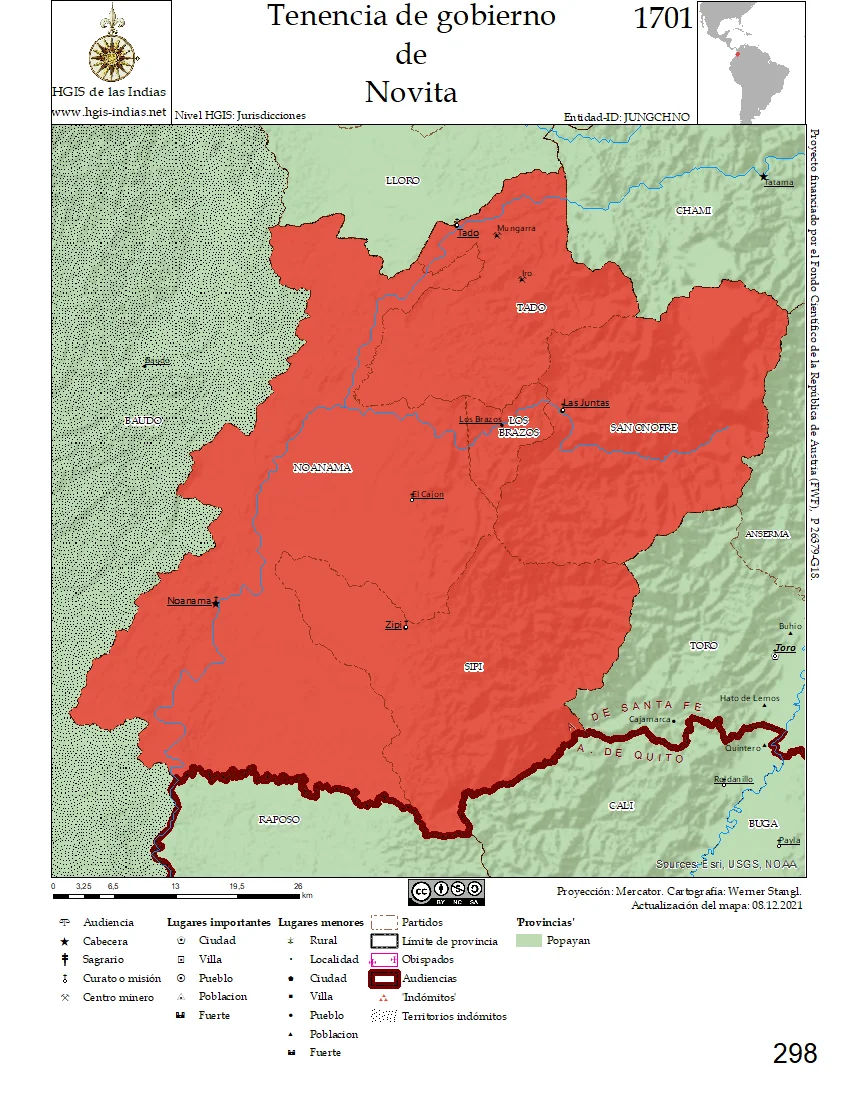 Tenencia de gobierno
de
Novita
1701
HGIS de las Indias
www.hgis-indias.net
Nivel HGIS: Jurisdicciones
Entidad-ID: JUNGCHNO
Proyecto financiado por el Fondo Científico de la República de Austria (FWF), P 26379-G18.
LLORO
Tatama
CHAMI
Tado
Mungarra
Iro
TADO
Baudo
BAUDO
Las Juntas
Los Brazos
LOS
BRAZOS
SAN ONOFRE
NOANAMA
El Cajon
ANSERMA
Noanama
Zipi
Buhio
TORO
Toro
SIPI
Hato de Lemos
A. DE SANTA FE
Cajamarca
A. DE QUITO
Quintero
Roldanillo
CALI
RAPOSO
BUGA
Payla
Sources: Esri, USGS, NOAA
0 3,25 6,5 13 19,5 26
km
CC BY NC SA
Proyección: Mercator. Cartografía: Werner Stangl.
Actualización del mapa: 08.12.2021
Audiencia
Cabecera
Sagrario
Curato o misión
Centro minero
Lugares importantes
Ciudad
Villa
Pueblo
Poblacion
Fuerte
Lugares menores
Rural
Localidad
Ciudad
Villa
Pueblo
Poblacion
Fuerte
Partidos
Límite de provincia
Obispados
Audiencias
'Indómitos'
Territorios indómitos
'Provincias'
Popayan
298